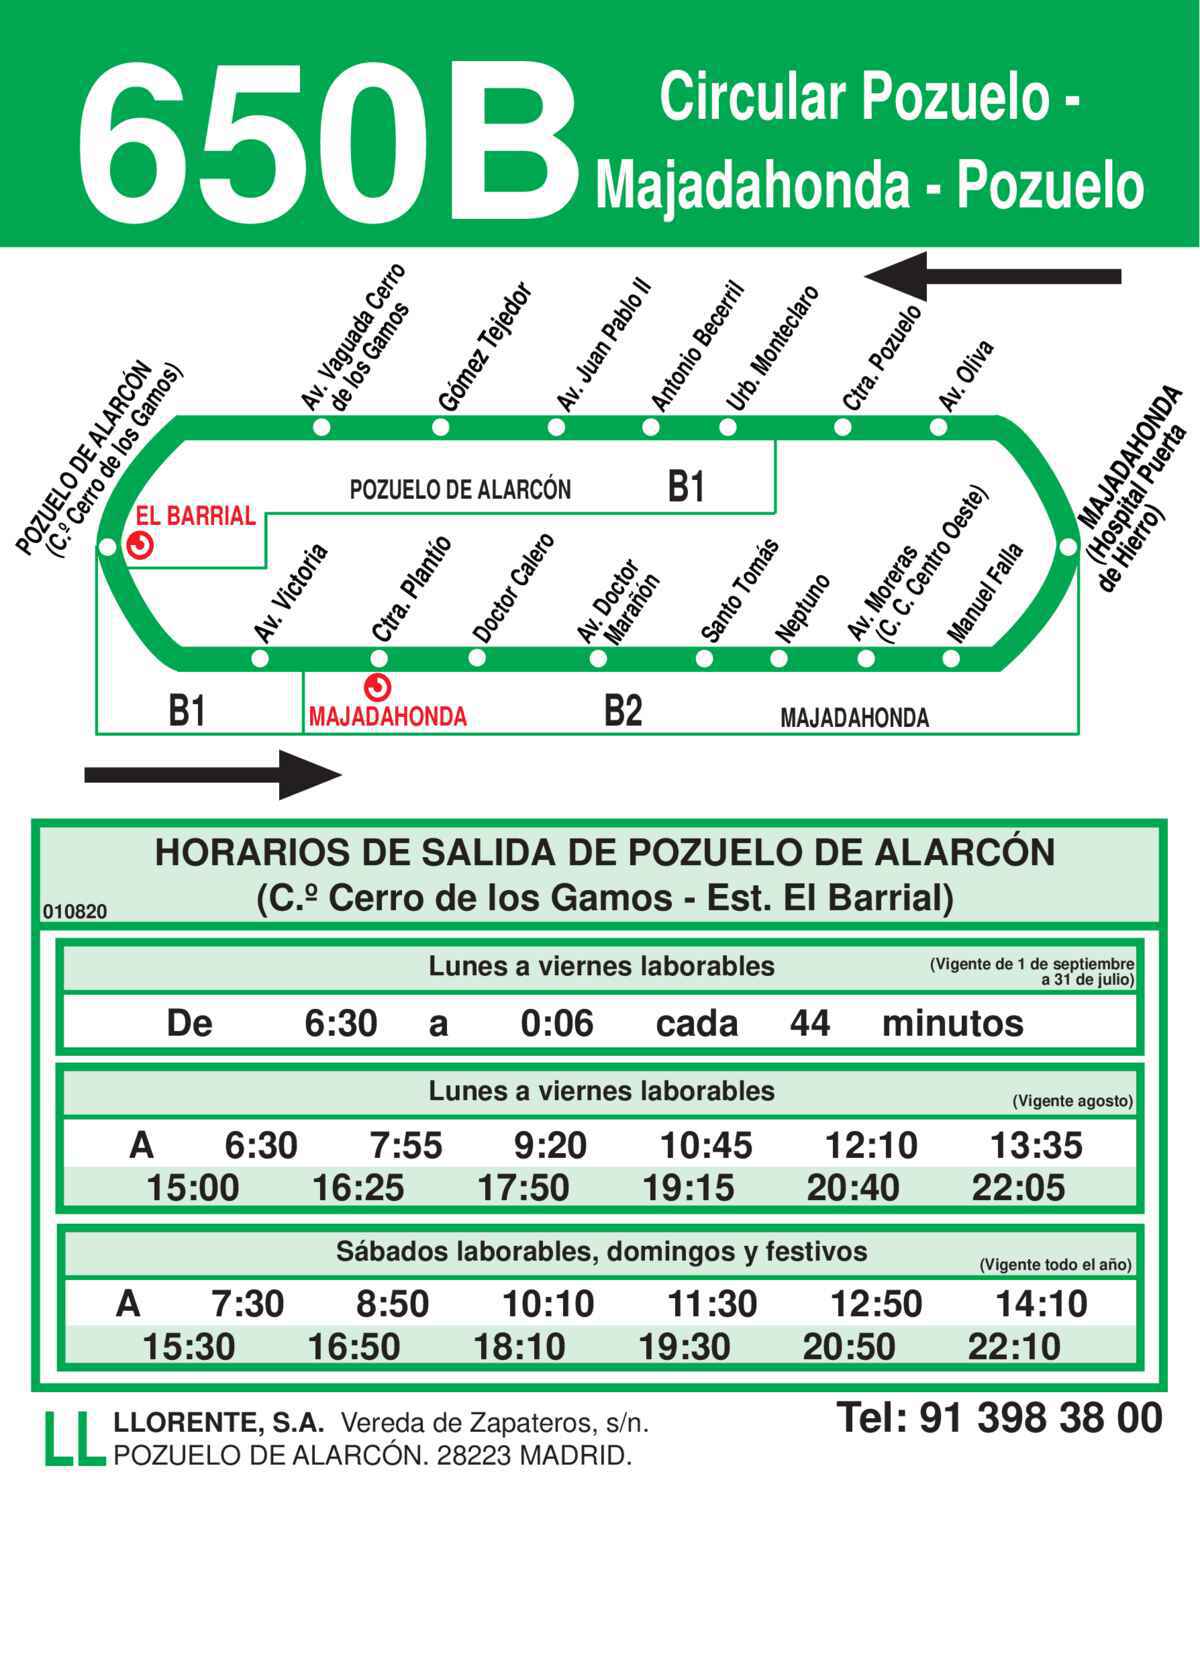 650B
Circular Pozuelo -
Majadahonda - Pozuelo
POZUELO DE ALARCÓN
(C.º Cerro de los Gamos)
Av. Vaguada Cerro
de los Gamos
Gómez Tejedor
Av. Juan Pablo II
Antonio Becerril
Urb. Monteclaro
Ctra. Pozuelo
Av. Oliva
MAJADAHONDA
(Hospital Puerta
de Hierro)
EL BARRIAL
POZUELO DE ALARCÓN
B1
Av. Victoria
Ctra. Plantío
Doctor Calero
Av. Doctor
Marañón
Santo Tomás
Neptuno
Av. Moreras
(C. C. Centro Oeste)
Manuel Falla
B1
MAJADAHONDA
B2
MAJADAHONDA
HORARIOS DE SALIDA DE POZUELO DE ALARCÓN
(C.º Cerro de los Gamos - Est. El Barrial)
010820
Lunes a viernes laborables
(Vigente de 1 de septiembre
a 31 de julio)
De 6:30 a 0:06 cada 44 minutos
Lunes a viernes laborables
(Vigente agosto)
A 6:30 7:55 9:20 10:45 12:10 13:35
15:00 16:25 17:50 19:15 20:40 22:05
Sábados laborables, domingos y festivos
(Vigente todo el año)
A 7:30 8:50 10:10 11:30 12:50 14:10
15:30 16:50 18:10 19:30 20:50 22:10
LL
LLORENTE, S.A. Vereda de Zapateros, s/n.
POZUELO DE ALARCÓN. 28223 MADRID.
Tel: 91 398 38 00